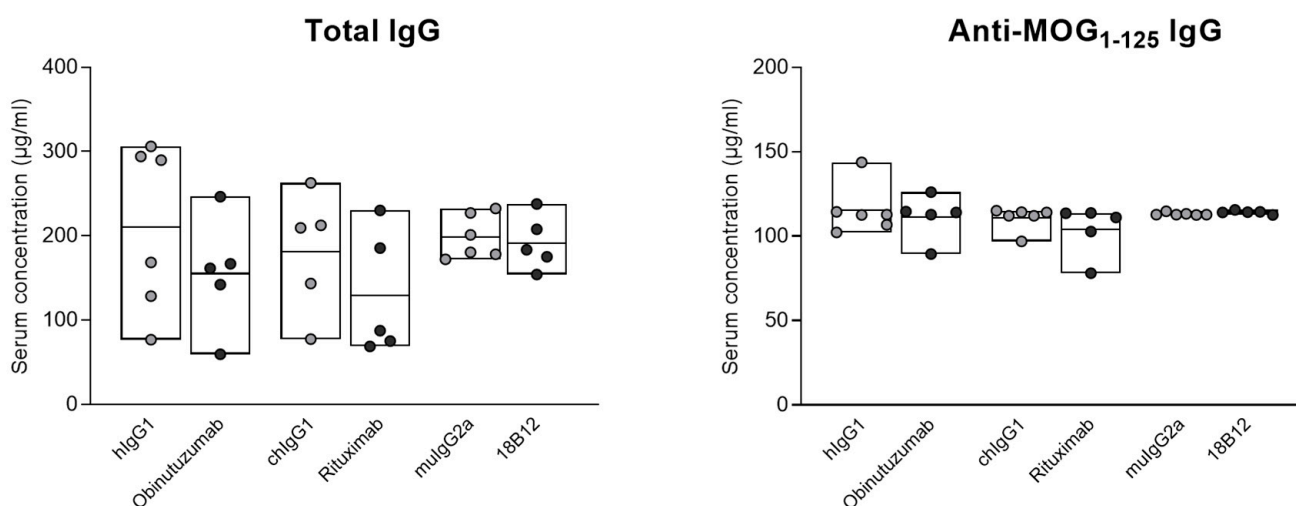 Total IgG
Serum concentration (µg/ml)
400
300
200
100
0
hIgG1
Obinutuzumab
chIgG1
Rituximab
muIgG2a
18B12
Anti-MOG₁₋₁₂₅ IgG
Serum concentration (µg/ml)
200
150
100
50
0
hIgG1
Obinutuzumab
chIgG1
Rituximab
muIgG2a
18B12